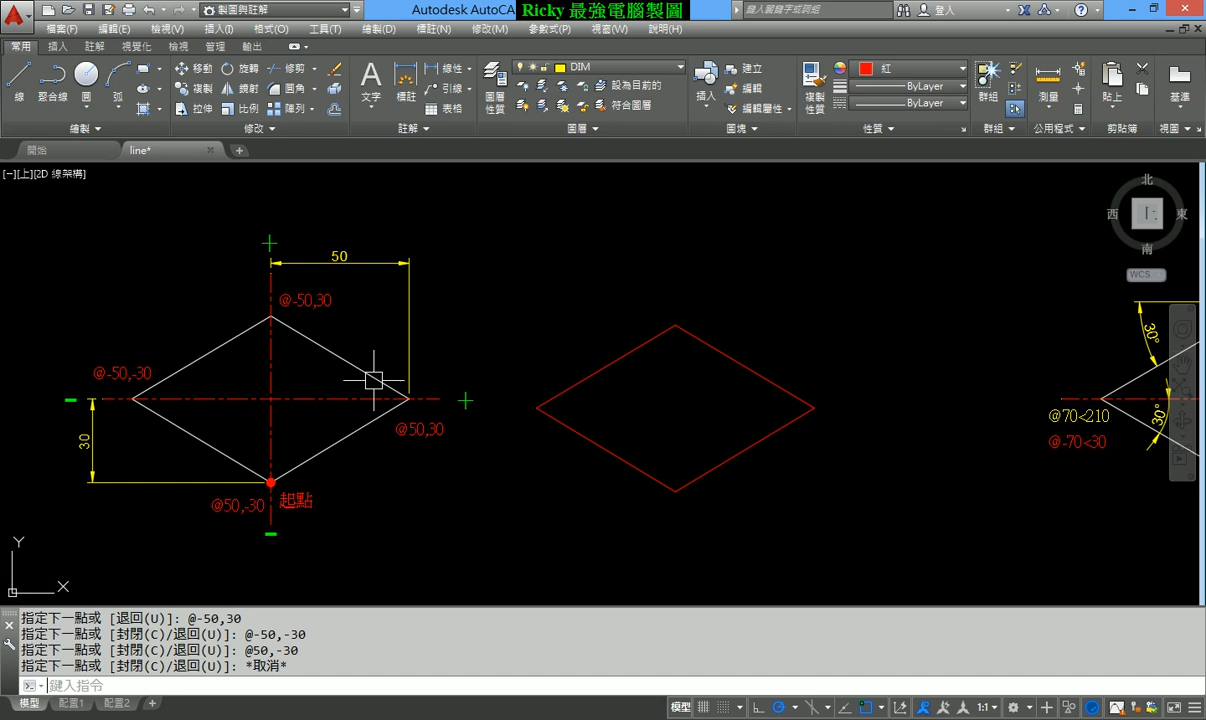 製圖與註解
Autodesk AutoCA
Ricky 最強電腦製圖
鍵入關鍵字或詞組
登入
檔案(F) 編輯(E) 檢視(V) 插入(I) 格式(O) 工具(T) 繪製(D) 標註(N) 修改(M) 參數式(P) 視窗(W) 說明(H)
常用 插入 註解 視覺化 檢視 管理 輸出
移動 旋轉 修剪
複製 鏡射 圓角
拉伸 比例 陣列
線 聚合線 圓 弧
文字 標註
線性
引線
表格
圖層
性質
DIM
設為目前的
符合圖層
插入
建立
編輯
編輯屬性
複製
性質
紅
ByLayer
ByLayer
群組
測量
貼上
基準
繪製 修改 註解 圖層 圖塊 性質 群組 公用程式 剪貼簿 視圖
開始 line*
[−][上][2D 線架構]
北
西 上 東
南
WCS
50
@-50,30
@-50,-30
30
@50,30
@50,-30
起點
30°
@70<210
30°
@-70<30
Y
X
指定下一點或 [退回(U)]: @-50,30
指定下一點或 [封閉(C)/退回(U)]: @-50,-30
指定下一點或 [封閉(C)/退回(U)]: @50,-30
指定下一點或 [封閉(C)/退回(U)]: *取消*
鍵入指令
模型 配置1 配置2
模型 1:1